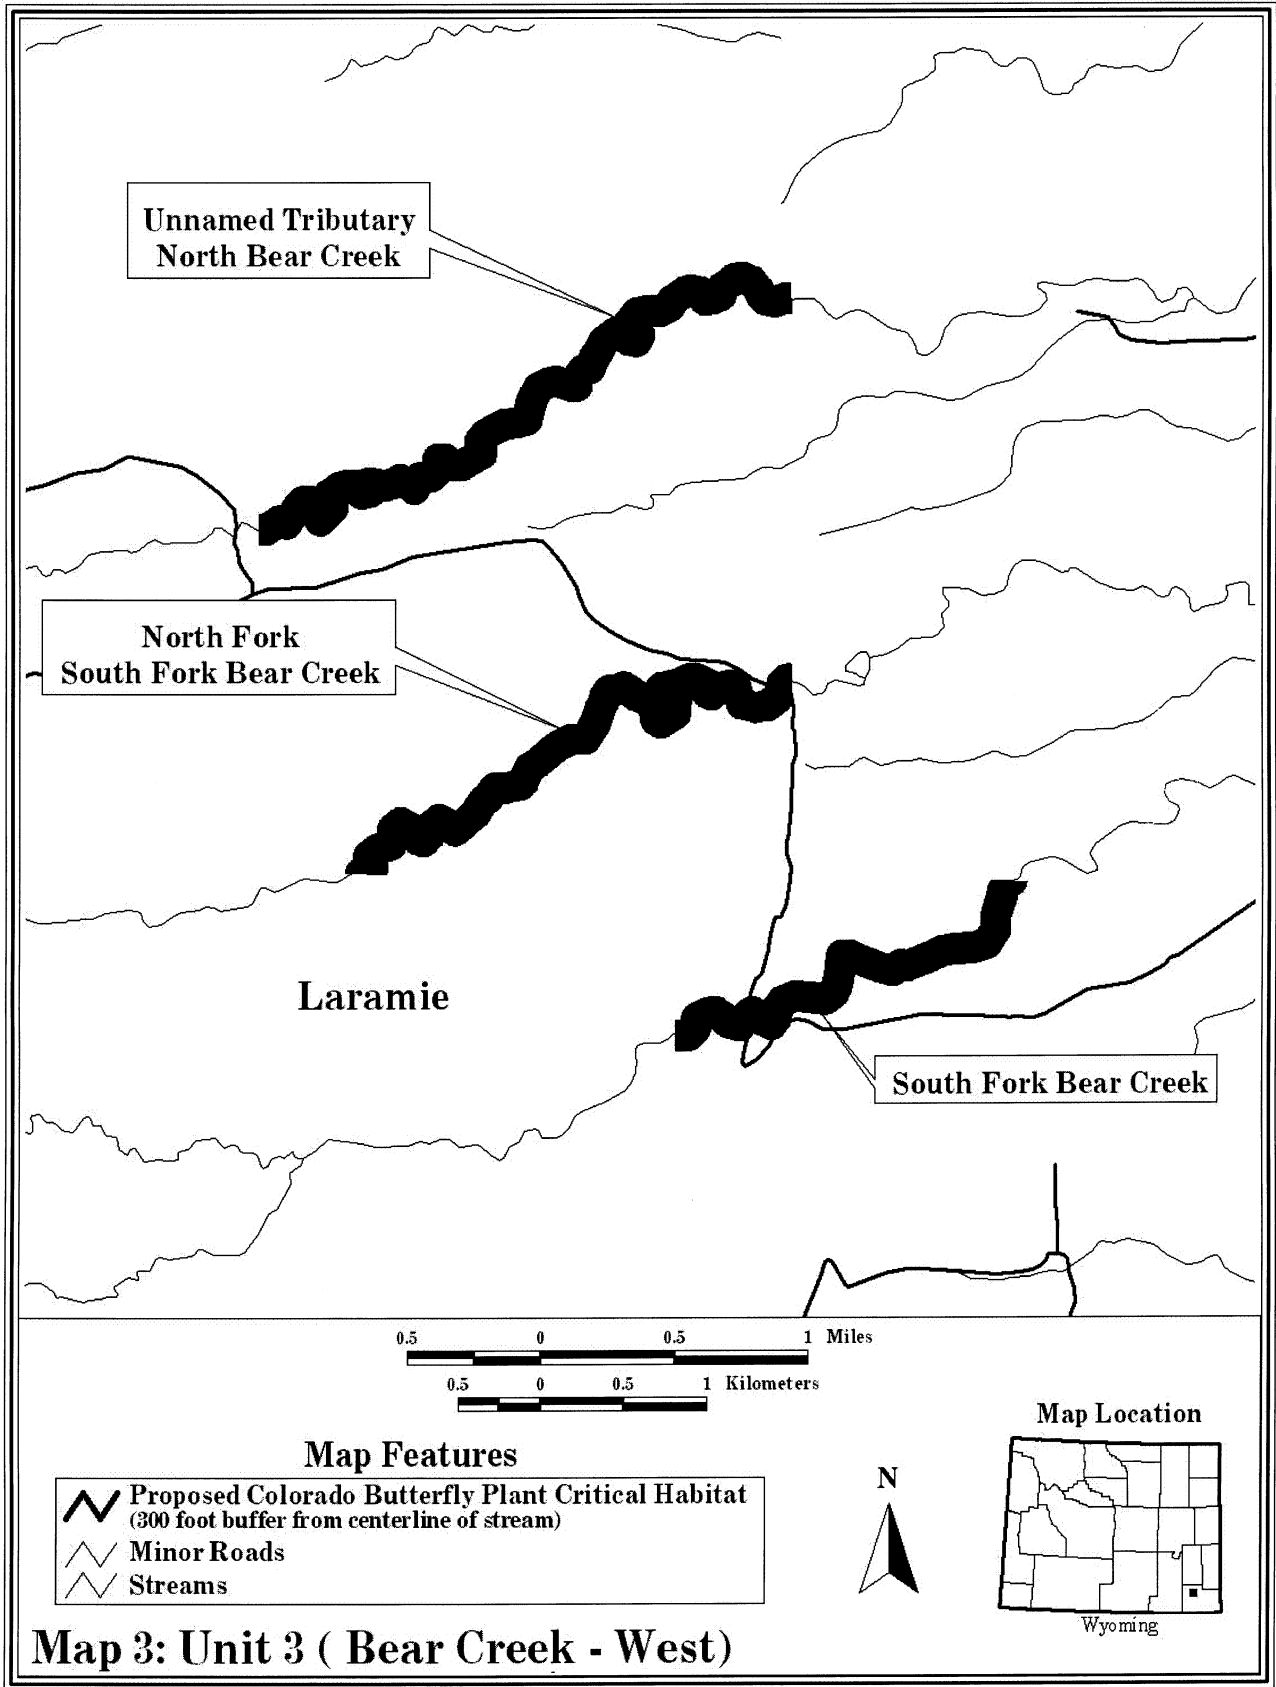 Unnamed Tributary
North Bear Creek
North Fork
South Fork Bear Creek
Laramie
South Fork Bear Creek
0.5 0 0.5 1 Miles
0.5 0 0.5 1 Kilometers
Map Location
Map Features
N
Proposed Colorado Butterfly Plant Critical Habitat
(300 foot buffer from centerline of stream)
Minor Roads
Streams
Wyoming
Map 3: Unit 3 ( Bear Creek - West)